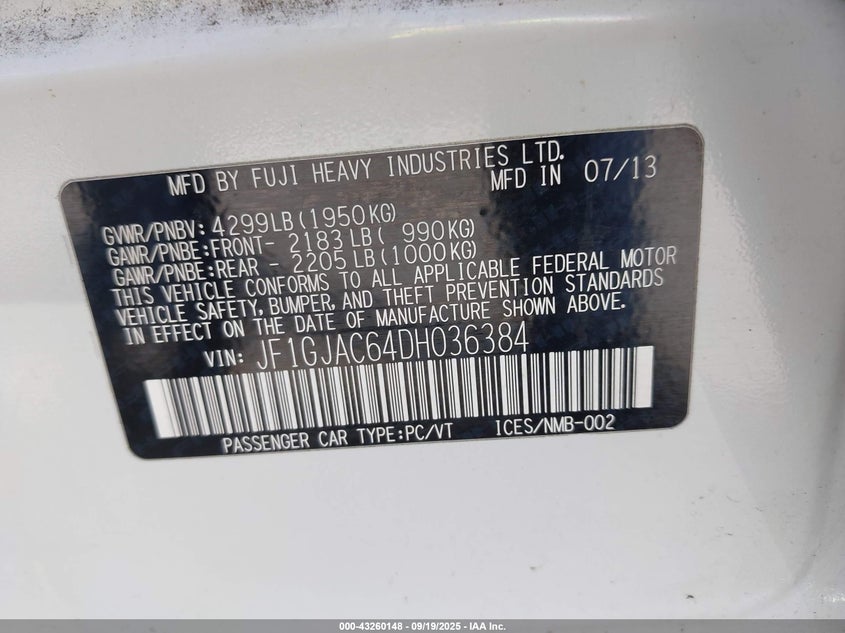 MFD BY FUJI HEAVY INDUSTRIES LTD.
MFD IN 07/13
GVWR/PNBV: 4299LB(1950KG)
GAWR/PNBE:FRONT- 2183LB( 990KG)
GAWR/PNBE:REAR - 2205LB(1000KG)
THIS VEHICLE CONFORMS TO ALL APPLICABLE FEDERAL MOTOR
VEHICLE SAFETY, BUMPER, AND THEFT PREVENTION STANDARDS
IN EFFECT ON THE DATE OF MANUFACTURE SHOWN ABOVE.
VIN: JF1GJAC64DH036384
PASSENGER CAR TYPE:PC/VT ICES/NMB-002
000-43260148 - 09/19/2025 - IAA Inc.